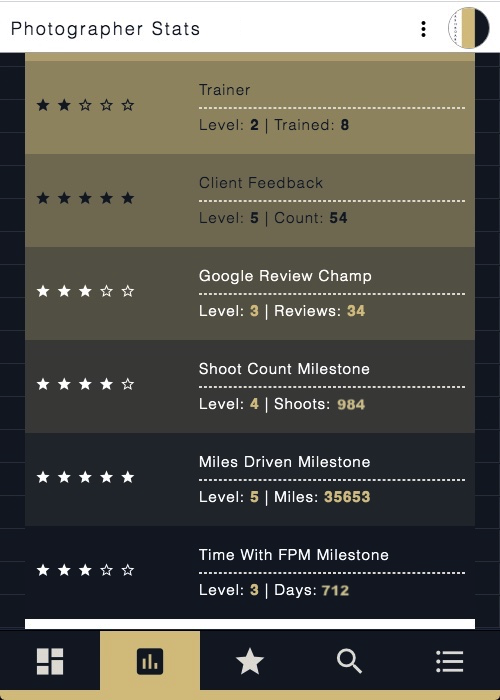 Photographer Stats
Trainer
Level: 2 | Trained: 8
Client Feedback
Level: 5 | Count: 54
Google Review Champ
Level: 3 | Reviews: 34
Shoot Count Milestone
Level: 4 | Shoots: 984
Miles Driven Milestone
Level: 5 | Miles: 35653
Time With FPM Milestone
Level: 3 | Days: 712